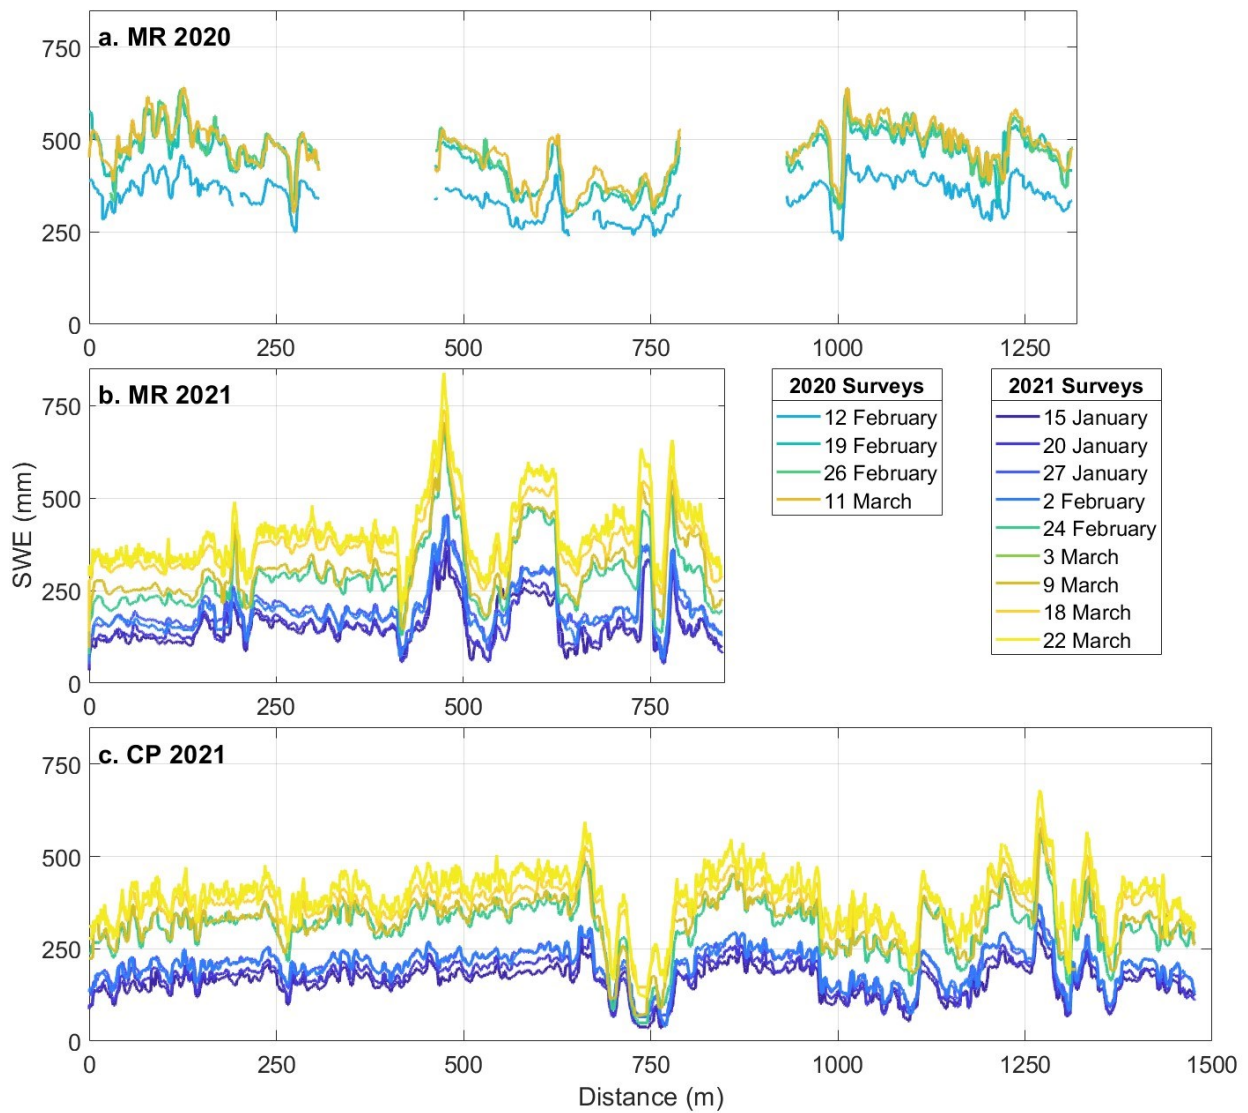 a. MR 2020
750
500
250
0
0 250 500 750 1000 1250
b. MR 2021
750
500
250
0
0 250 500 750
2020 Surveys
12 February
19 February
26 February
11 March
2021 Surveys
15 January
20 January
27 January
2 February
24 February
3 March
9 March
18 March
22 March
SWE (mm)
c. CP 2021
750
500
250
0
0 250 500 750 1000 1250 1500
Distance (m)